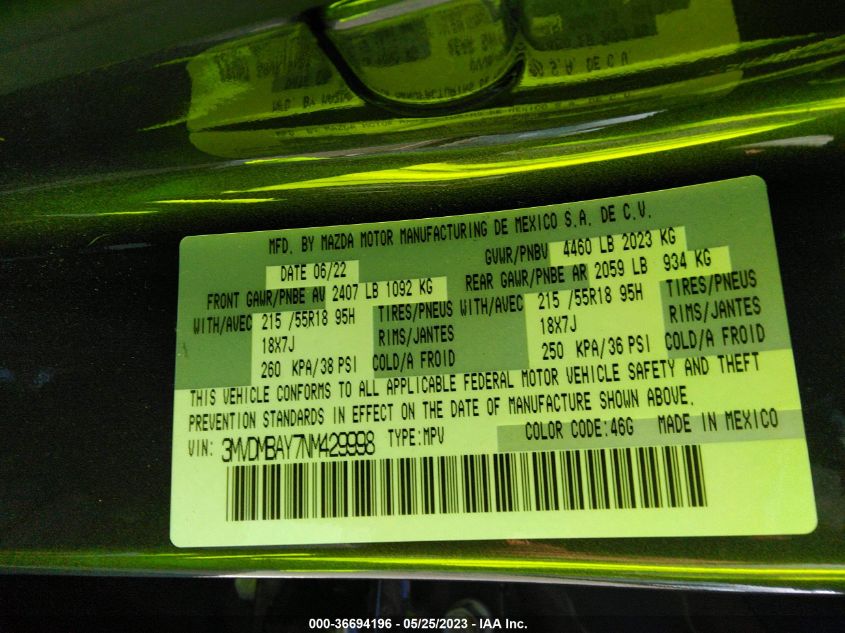 MFD. BY MAZDA MOTOR MANUFACTURING DE MEXICO S.A. DE C.V.
DATE 06/22 GVWR/PNBV 4460 LB 2023 KG
FRONT GAWR/PNBE AV 2407 LB 1092 KG REAR GAWR/PNBE AR 2059 LB 934 KG
WITH/AVEC 215 /55R18 95H TIRES/PNEUS WITH/AVEC 215 /55R18 95H TIRES/PNEUS
18X7J RIMS/JANTES 18X7J RIMS/JANTES
260 KPA/38 PSI COLD/A FROID 250 KPA/36 PSI COLD/A FROID
THIS VEHICLE CONFORMS TO ALL APPLICABLE FEDERAL MOTOR VEHICLE SAFETY AND THEFT
PREVENTION STANDARDS IN EFFECT ON THE DATE OF MANUFACTURE SHOWN ABOVE.
VIN: 3MVDMBAY7NM429998 TYPE:MPV COLOR CODE:46G MADE IN MEXICO
000-36694196 - 05/25/2023 - IAA Inc.